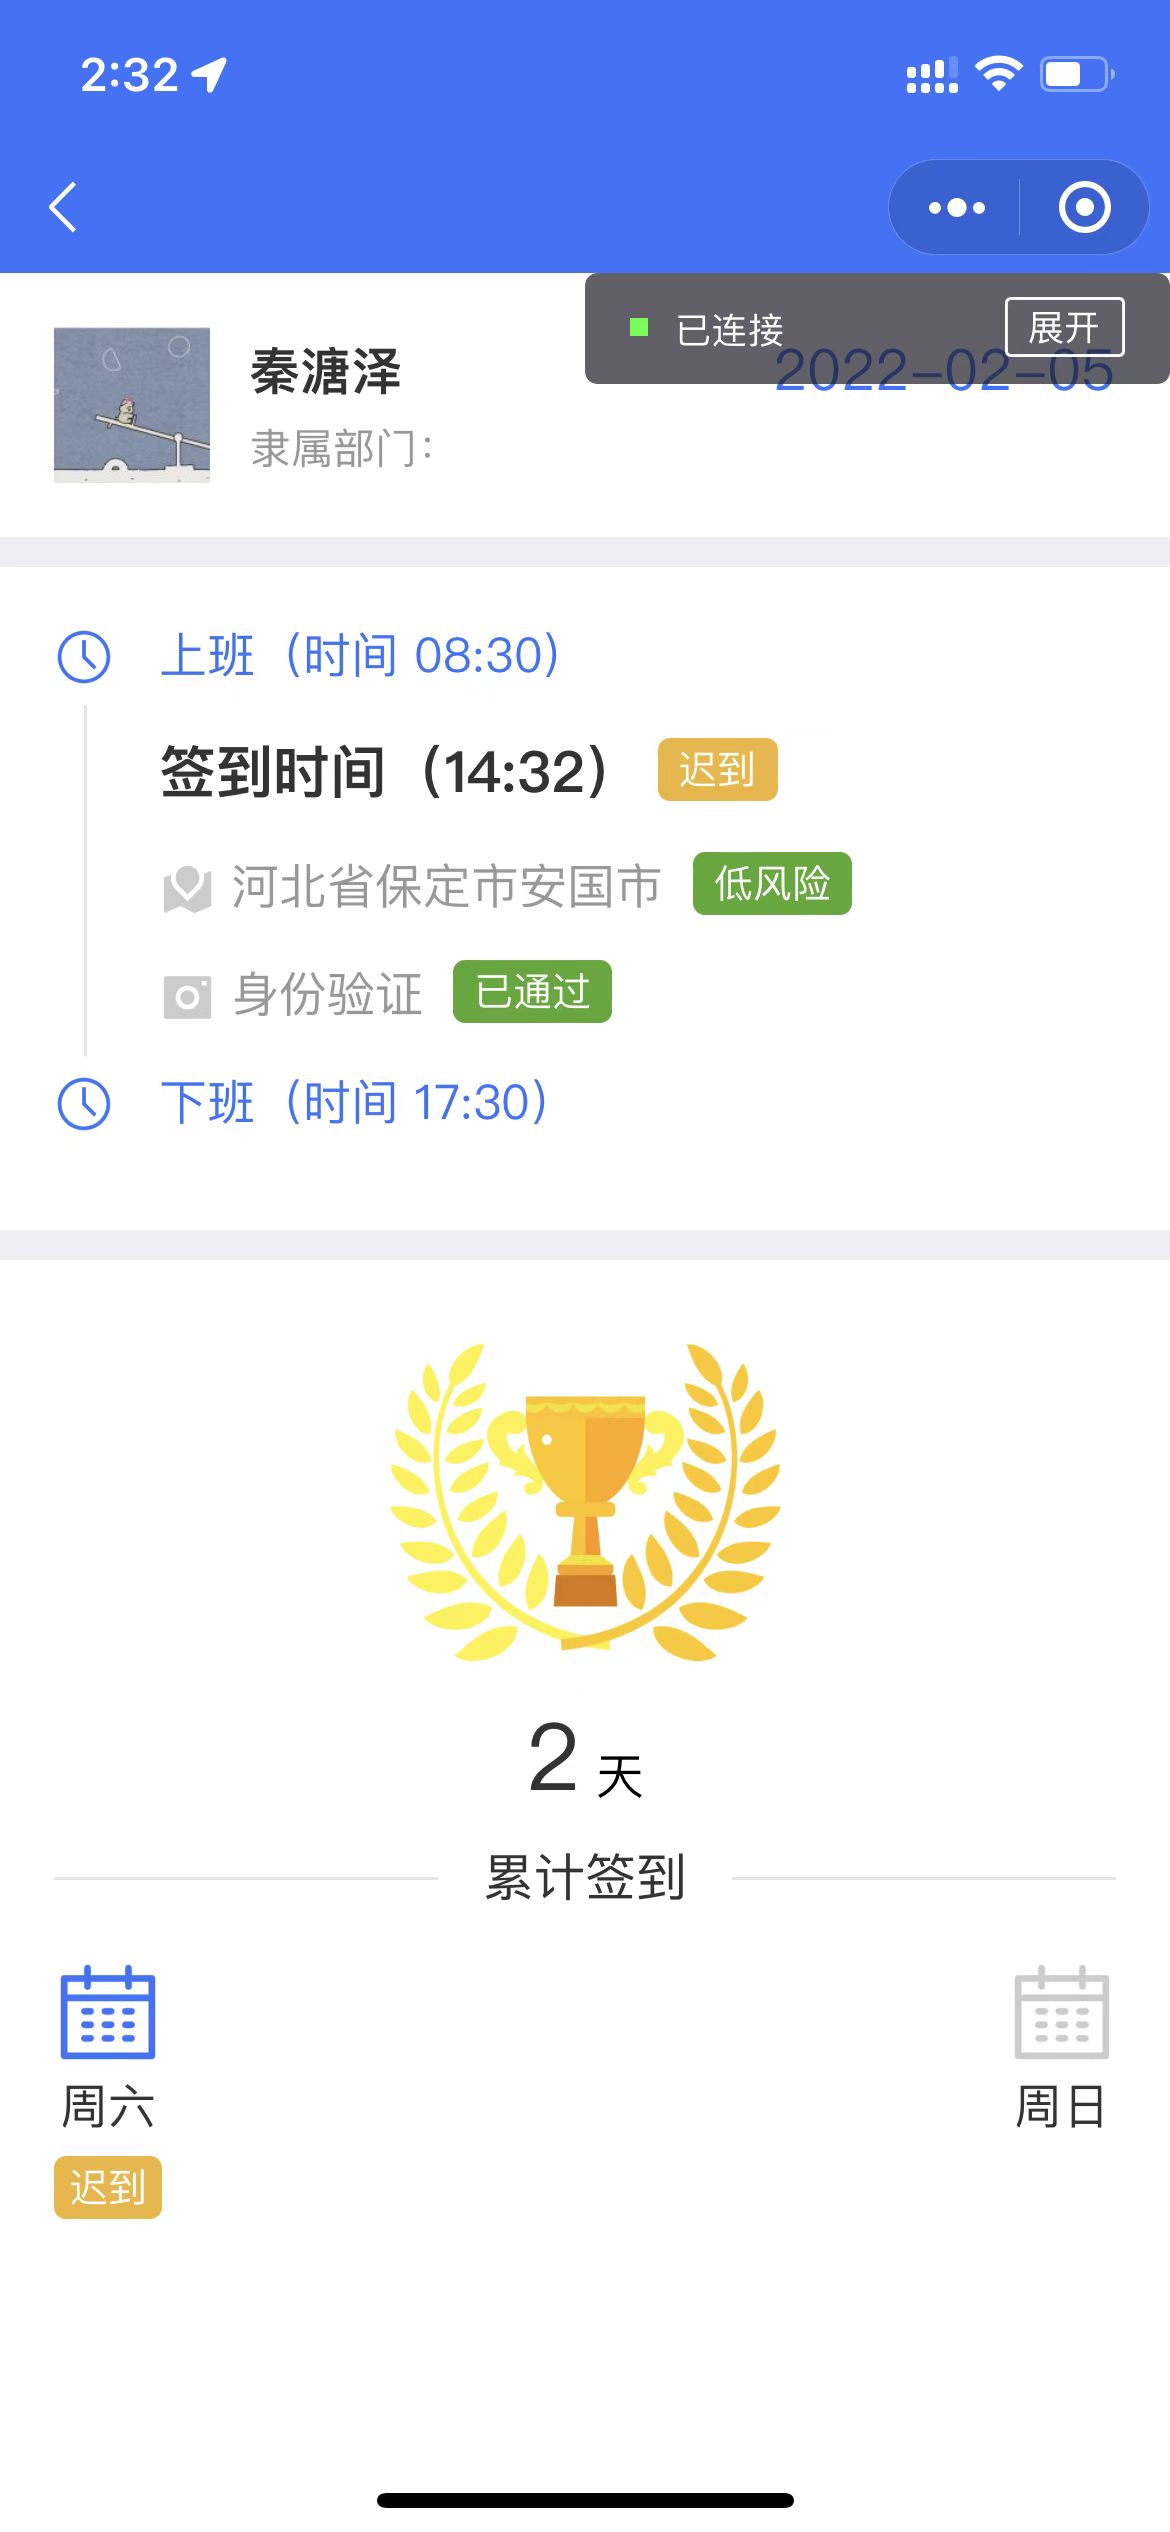 2:32
已连接
展开
秦溏泽
2022-02-05
隶属部门：
上班（时间 08:30）
签到时间（14:32） 迟到
河北省保定市安国市 低风险
身份验证 已通过
下班（时间 17:30）
2 天
累计签到
周六 周日
迟到